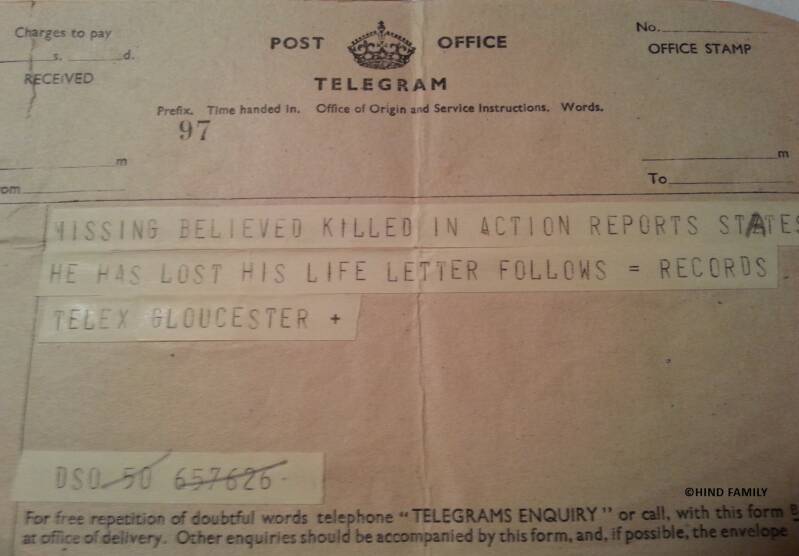 Charges to pay
s. d.
RECEIVED
POST OFFICE
TELEGRAM
No.
OFFICE STAMP
Prefix. Time handed in. Office of Origin and Service Instructions. Words.
97
m
m
om
To
MISSING BELIEVED KILLED IN ACTION REPORTS STATES
HE HAS LOST HIS LIFE LETTER FOLLOWS = RECORDS
TELEX GLOUCESTER +
DSO 50 657626
©HIND FAMILY
For free repetition of doubtful words telephone "TELEGRAMS ENQUIRY" or call, with this form
at office of delivery. Other enquiries should be accompanied by this form, and, if possible, the envelope